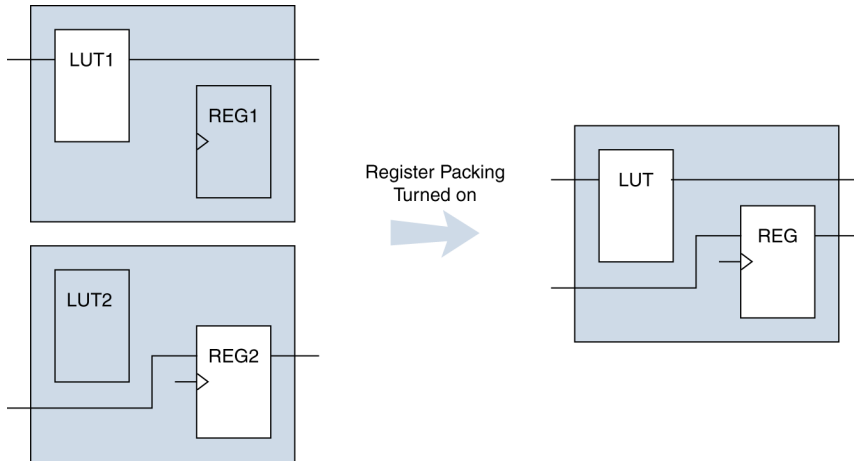 LUT1
REG1
LUT2
REG2
Register Packing
Turned on
LUT
REG